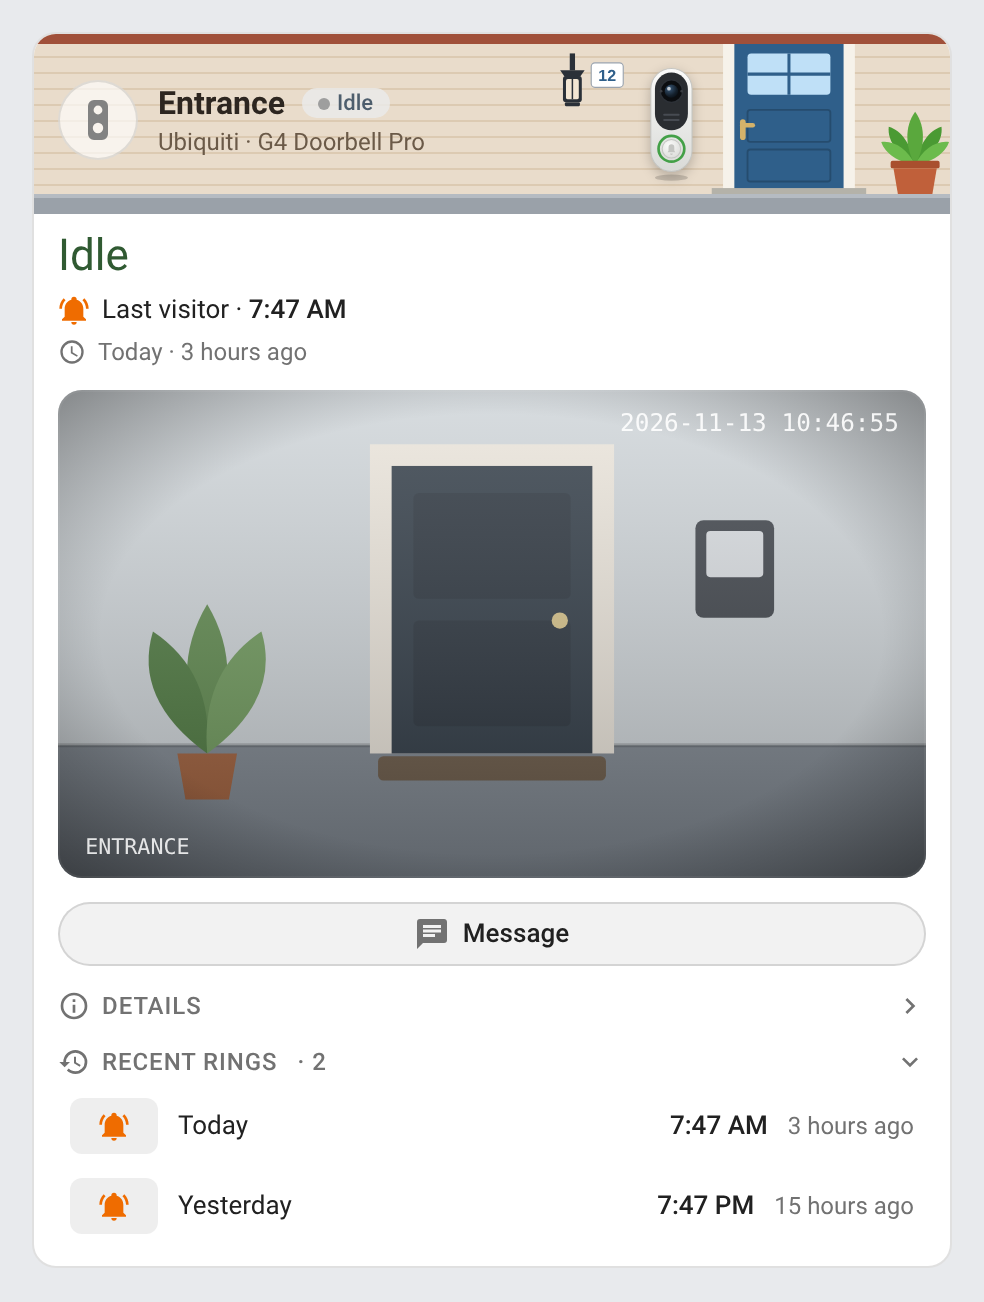 Entrance Idle
Ubiquiti · G4 Doorbell Pro
12
Idle
Last visitor · 7:47 AM
Today · 3 hours ago
2026-11-13 10:46:55
ENTRANCE
Message
DETAILS
RECENT RINGS · 2
Today 7:47 AM 3 hours ago
Yesterday 7:47 PM 15 hours ago